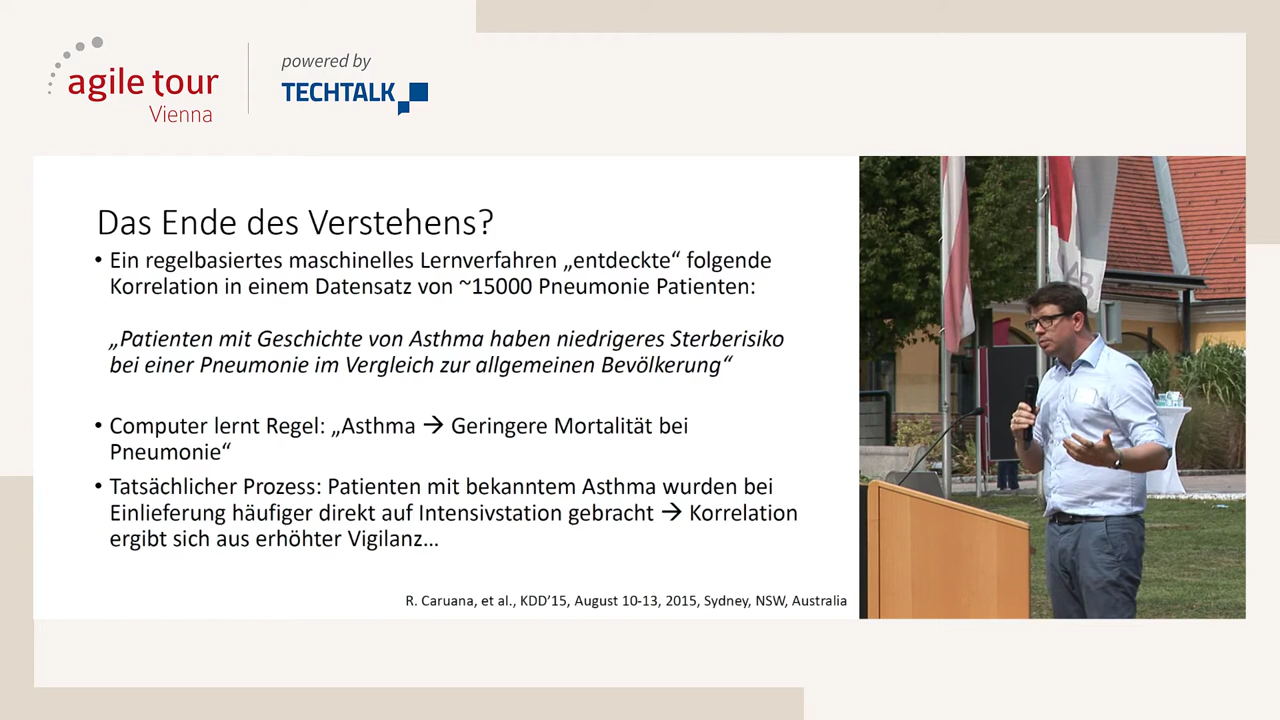 agile tour
Vienna
powered by
TECHTALK
Das Ende des Verstehens?
• Ein regelbasiertes maschinelles Lernverfahren „entdeckte“ folgende
Korrelation in einem Datensatz von ~15000 Pneumonie Patienten:
„Patienten mit Geschichte von Asthma haben niedrigeres Sterberisiko
bei einer Pneumonie im Vergleich zur allgemeinen Bevölkerung“
• Computer lernt Regel: „Asthma → Geringere Mortalität bei
Pneumonie“
• Tatsächlicher Prozess: Patienten mit bekanntem Asthma wurden bei
Einlieferung häufiger direkt auf Intensivstation gebracht → Korrelation
ergibt sich aus erhöhter Vigilanz...
R. Caruana, et al., KDD’15, August 10-13, 2015, Sydney, NSW, Australia